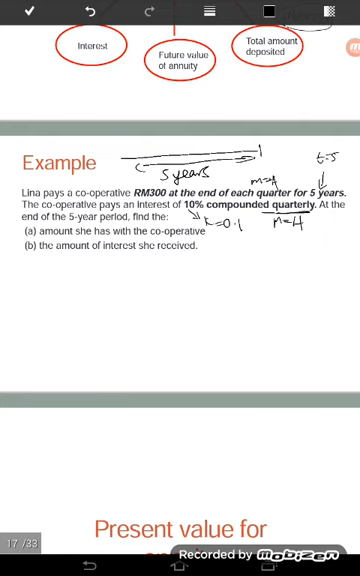 Interest
Future value
of annuity
Total amount
deposited
Example
5 years
t=5
m=4
Lina pays a co-operative RM300 at the end of each quarter for 5 years.
The co-operative pays an interest of 10% compounded quarterly. At the
end of the 5-year period, find the:
k=0.1
m=4
(a) amount she has with the co-operative
(b) the amount of interest she received.
Present value for
17 /33
Recorded by
mobizen